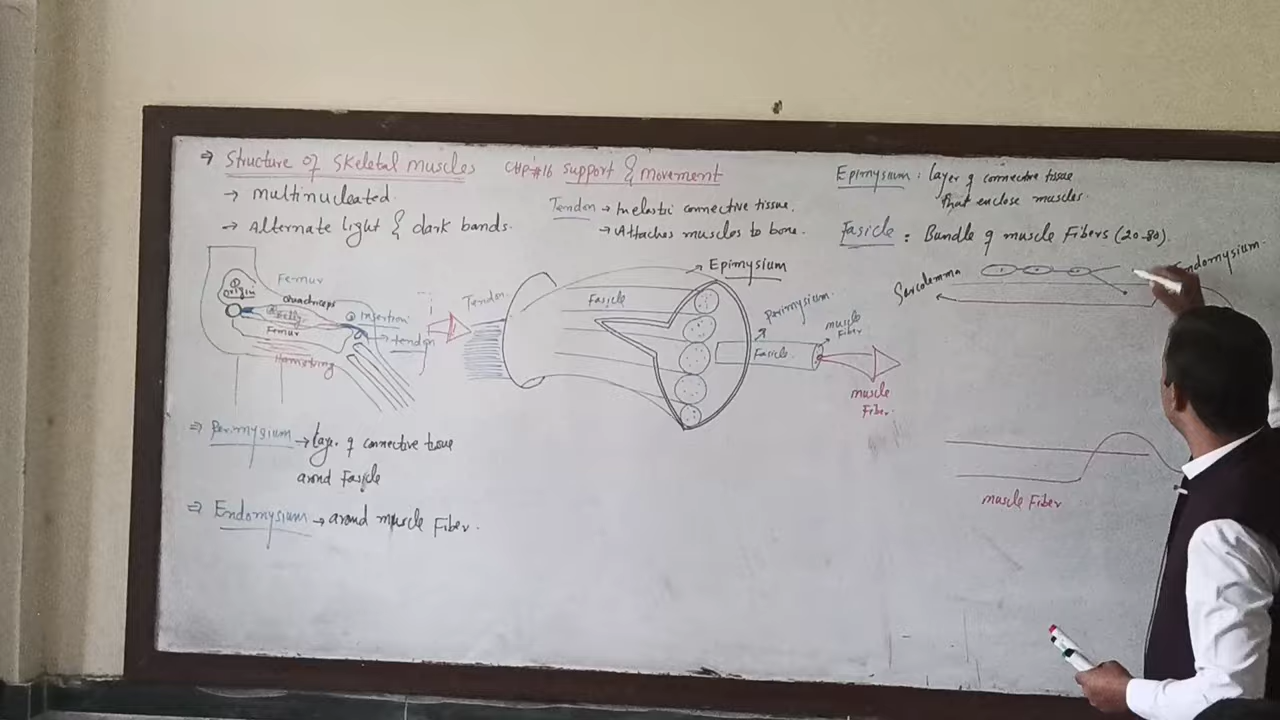 ⇒ Structure of Skeletal muscles CHP#16 support & movement
→ multinucleated.
→ Alternate light & dark bands.
Tendon → Inelastic connective tissue.
→ Attaches muscles to bone.
Epimysium : layer of connective tissue
that enclose muscles.
Fasicle = Bundle of muscle Fibers (20-80).
Femur
Origin
Quadriceps
Belly
Insertion
tendon
Femur
Hamstring
Tendon
Fasicle
Epimysium
Perimysium
muscle
Fiber
Fasicle
muscle
Fiber.
Sarcolemma
Endomysium
muscle Fiber
⇒ Perimysium → layer of connective tissue
arond Fasicle
⇒ Endomysium → arond muscle Fiber.